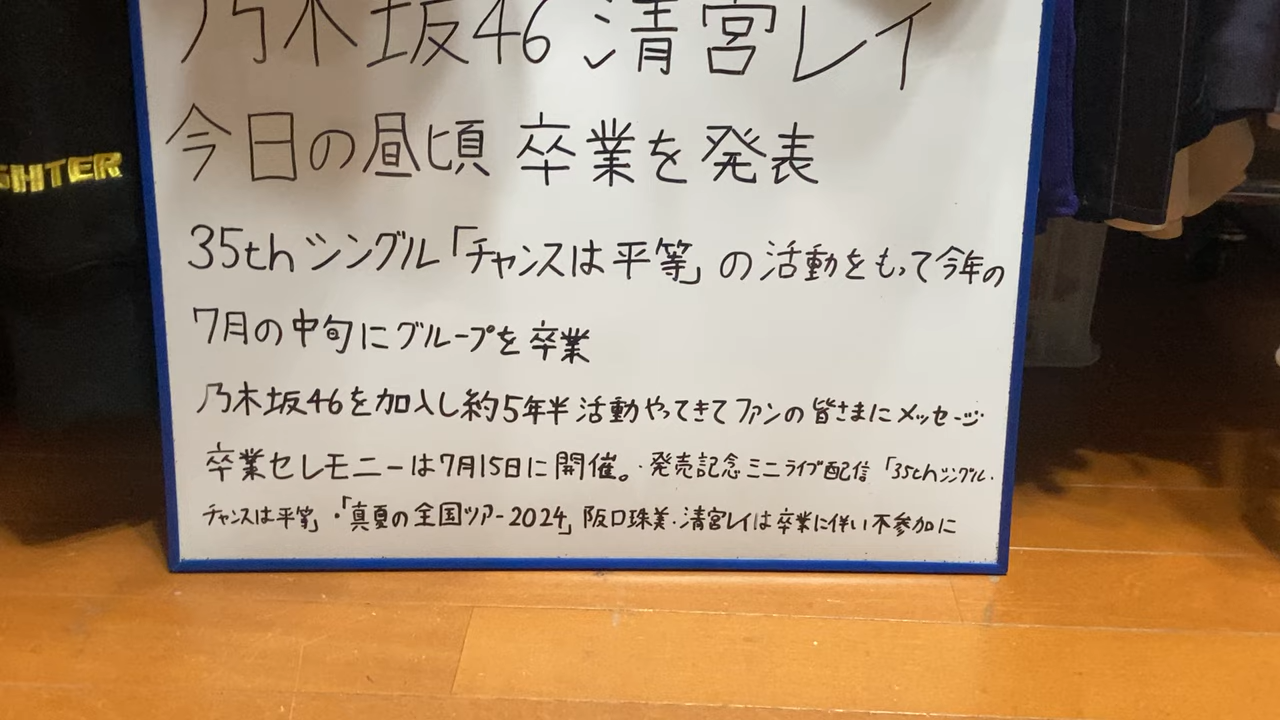 乃木坂46 清宮レイ
今日の昼頃 卒業を発表
35thシングル「チャンスは平等」の活動をもって今年の
7月の中旬にグループを卒業
乃木坂46を加入し約5年半活動やってきてファンの皆さまにメッセージ
卒業セレモニーは7月15日に開催。・発売記念ミニライブ配信「35thシングル・
チャンスは平等」・「真夏の全国ツアー2024」阪口珠美・清宮レイは卒業に伴い不参加に
GHTER